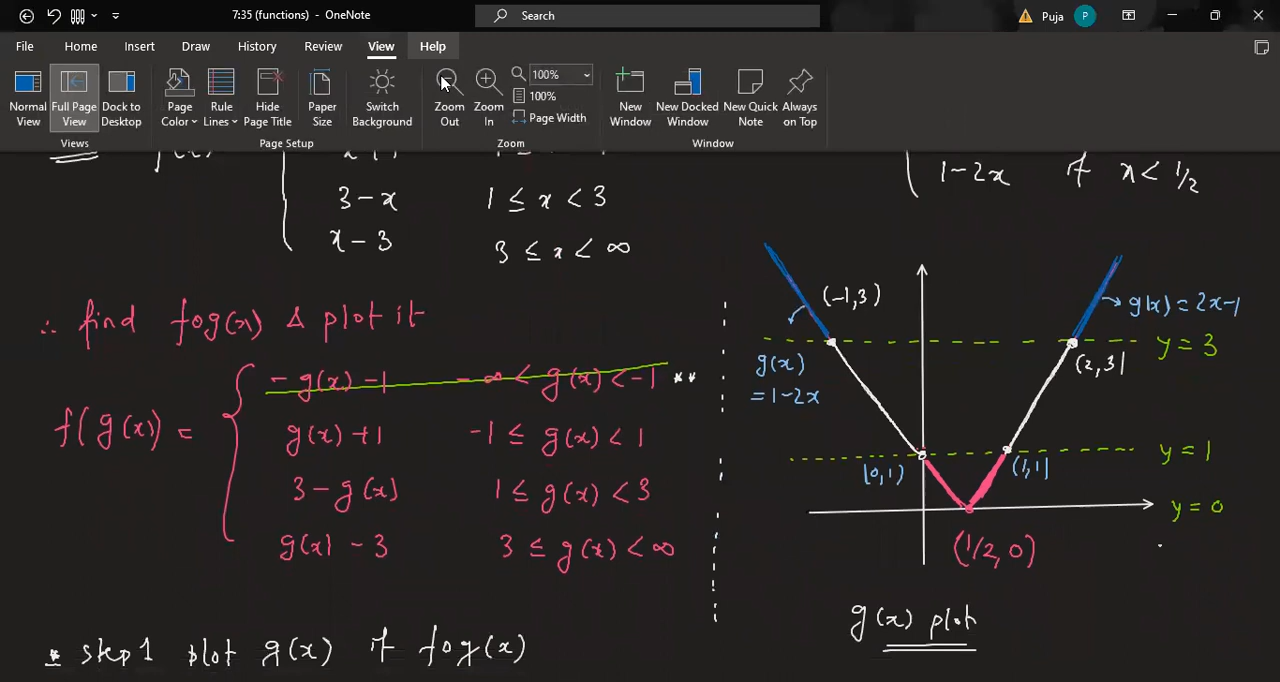 7:35 (functions) - OneNote
Search
Puja
P
File Home Insert Draw History Review View Help
Normal View
Full Page View
Dock to Desktop
Page Color
Rule Lines
Hide Page Title
Paper Size
Switch Background
Zoom Out
Zoom In
100%
100%
Page Width
New Window
New Docked Window
New Quick Note
Always on Top
Views Page Setup Zoom Window
3 - x 1 ≤ x < 3
x - 3 3 ≤ x < ∞
1 - 2x if x < 1/2
∴ find fog(x) & plot it
f(g(x)) =
- g(x) - 1 - ∞ < g(x) < -1 **
g(x) + 1 -1 ≤ g(x) < 1
3 - g(x) 1 ≤ g(x) < 3
g(x) - 3 3 ≤ g(x) < ∞
* step 1 plot g(x) if fog(x)
(-1,3)
g(x) = 2x-1
y = 3
g(x)
= 1-2x
(2,3)
y = 1
(0,1)
(1,1)
y = 0
(1/2, 0)
g(x) plot